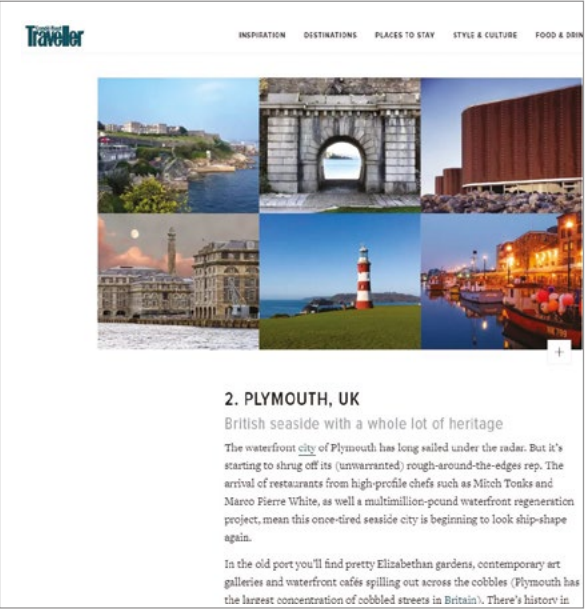 Condé Nast
Traveller
INSPIRATION DESTINATIONS PLACES TO STAY STYLE & CULTURE FOOD & DRIN
2. PLYMOUTH, UK
British seaside with a whole lot of heritage
The waterfront city of Plymouth has long sailed under the radar. But it's
starting to shrug off its (unwarranted) rough-around-the-edges rep. The
arrival of restaurants from high-profile chefs such as Mitch Tonks and
Marco Pierre White, as well a multimillion-pound waterfront regeneration
project, mean this once-tired seaside city is beginning to look ship-shape
again.
In the old port you'll find pretty Elizabethan gardens, contemporary art
galleries and waterfront cafés spilling out across the cobbles (Plymouth has
the largest concentration of cobbled streets in Britain). There's history in